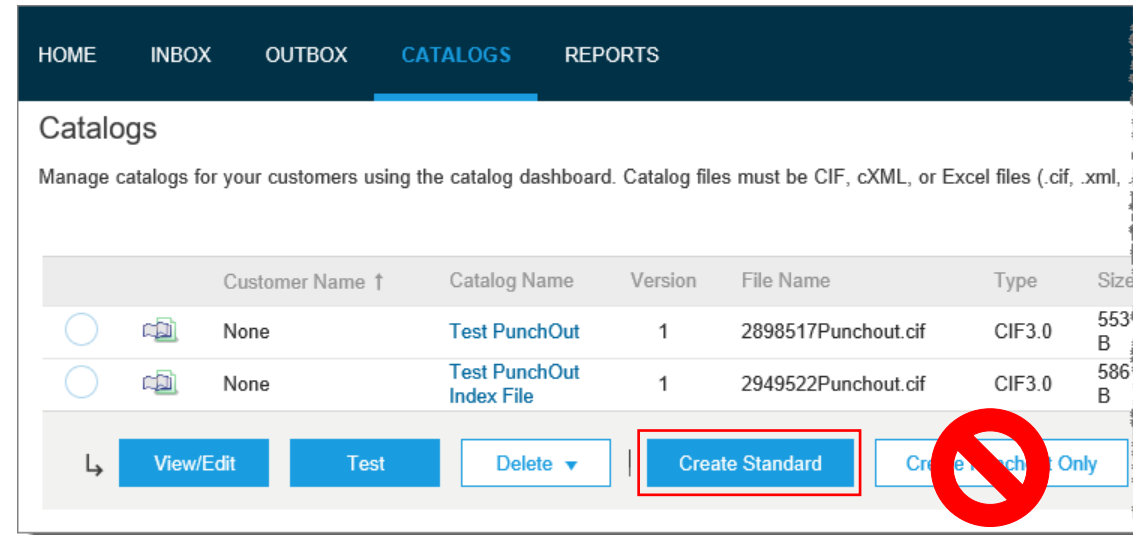 HOME INBOX OUTBOX CATALOGS REPORTS
Catalogs
Manage catalogs for your customers using the catalog dashboard. Catalog files must be CIF, cXML, or Excel files (.cif, .xml,
Customer Name ↑ Catalog Name Version File Name Type Size
None Test PunchOut 1 2898517Punchout.cif CIF3.0 553 B
None Test PunchOut Index File 1 2949522Punchout.cif CIF3.0 586 B
View/Edit Test Delete ▼ | Create Standard Only